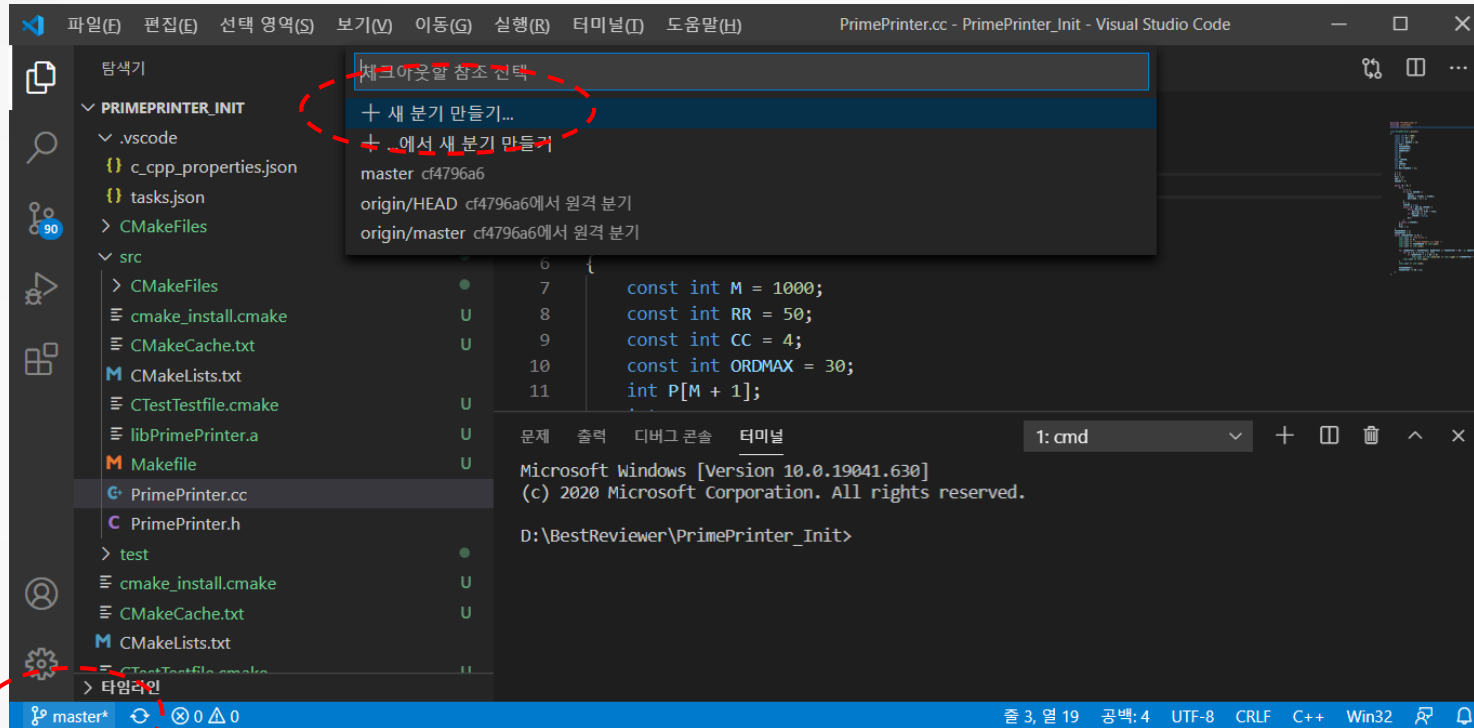 파일(F) 편집(E) 선택 영역(S) 보기(V) 이동(G) 실행(R) 터미널(T) 도움말(H) PrimePrinter.cc - PrimePrinter_Init - Visual Studio Code
탐색기
체크아웃할 참조 선택
PRIMEPRINTER_INIT
+ 새 분기 만들기...
.vscode
+ ...에서 새 분기 만들기
{} c_cpp_properties.json
master cf4796a6
{} tasks.json
origin/HEAD cf4796a6에서 원격 분기
90
CMakeFiles
origin/master cf4796a6에서 원격 분기
src
6 {
CMakeFiles
7 const int M = 1000;
cmake_install.cmake U
8 const int RR = 50;
CMakeCache.txt U
9 const int CC = 4;
M CMakeLists.txt
10 const int ORDMAX = 30;
CTestTestfile.cmake U
11 int P[M + 1];
libPrimePrinter.a U
문제 출력 디버그 콘솔 터미널 1: cmd
M Makefile U
Microsoft Windows [Version 10.0.19041.630]
PrimePrinter.cc
(c) 2020 Microsoft Corporation. All rights reserved.
C PrimePrinter.h
D:\BestReviewer\PrimePrinter_Init>
test
cmake_install.cmake U
CMakeCache.txt U
M CMakeLists.txt
CTestTestfile.cmake U
타임라인
master* 0 0 줄 3, 열 19 공백: 4 UTF-8 CRLF C++ Win32